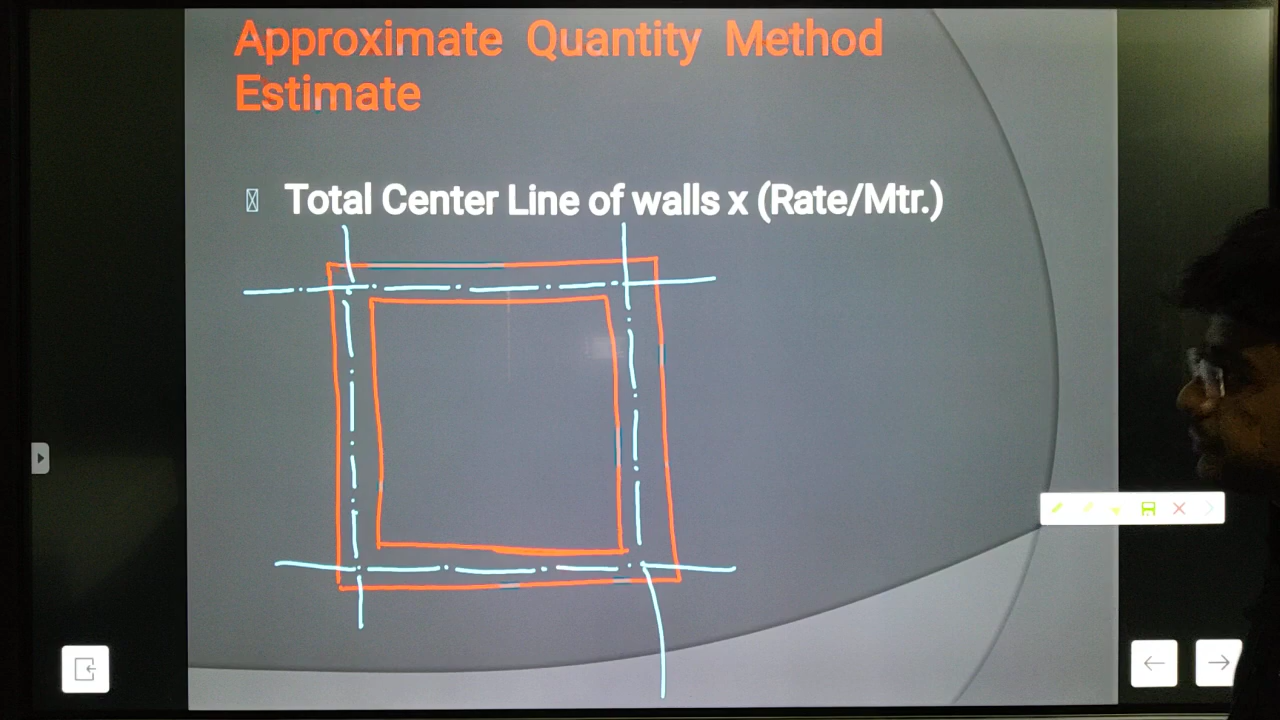 Approximate Quantity Method
Estimate
Total Center Line of walls x (Rate/Mtr.)